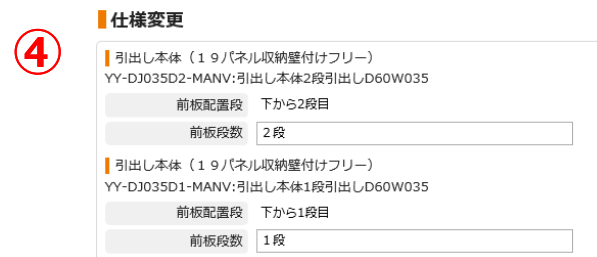 ④
仕様変更
引出し本体（１９パネル収納壁付けフリー）
YY-DJ035D2-MANV:引出し本体2段引出しD60W035
前板配置段 下から2段目
前板段数 ２段
引出し本体（１９パネル収納壁付けフリー）
YY-DJ035D1-MANV:引出し本体1段引出しD60W035
前板配置段 下から1段目
前板段数 １段